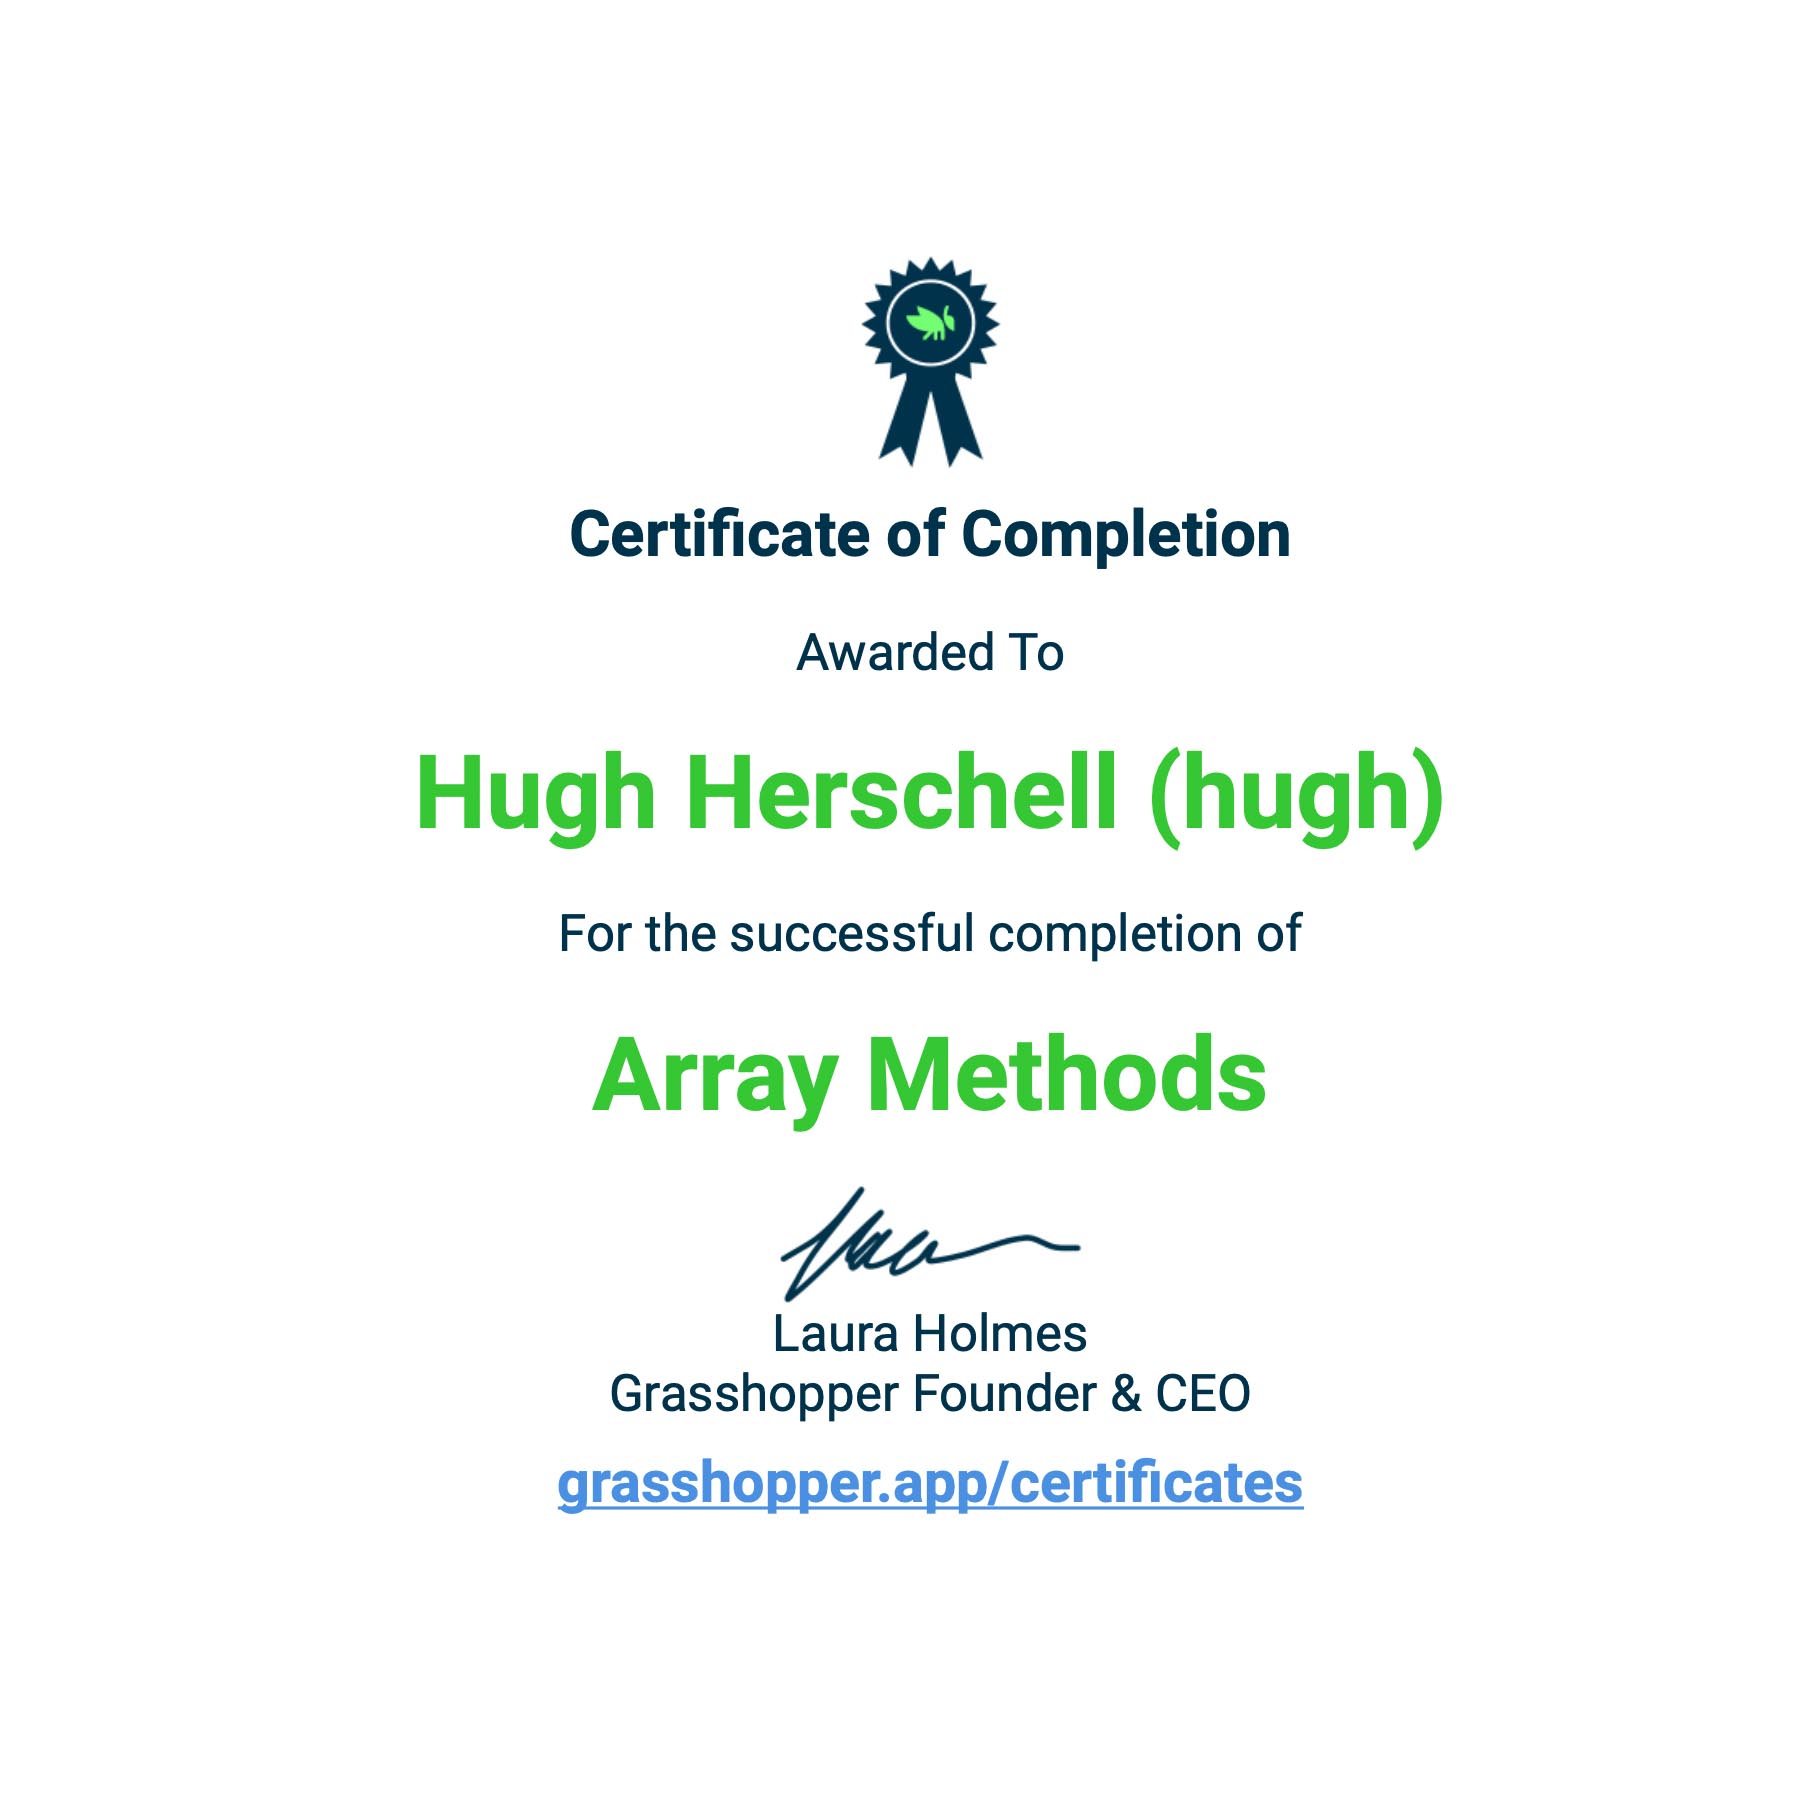 Certificate of Completion
Awarded To
Hugh Herschell (hugh)
For the successful completion of
Array Methods
Laura Holmes
Grasshopper Founder & CEO
grasshopper.app/certificates